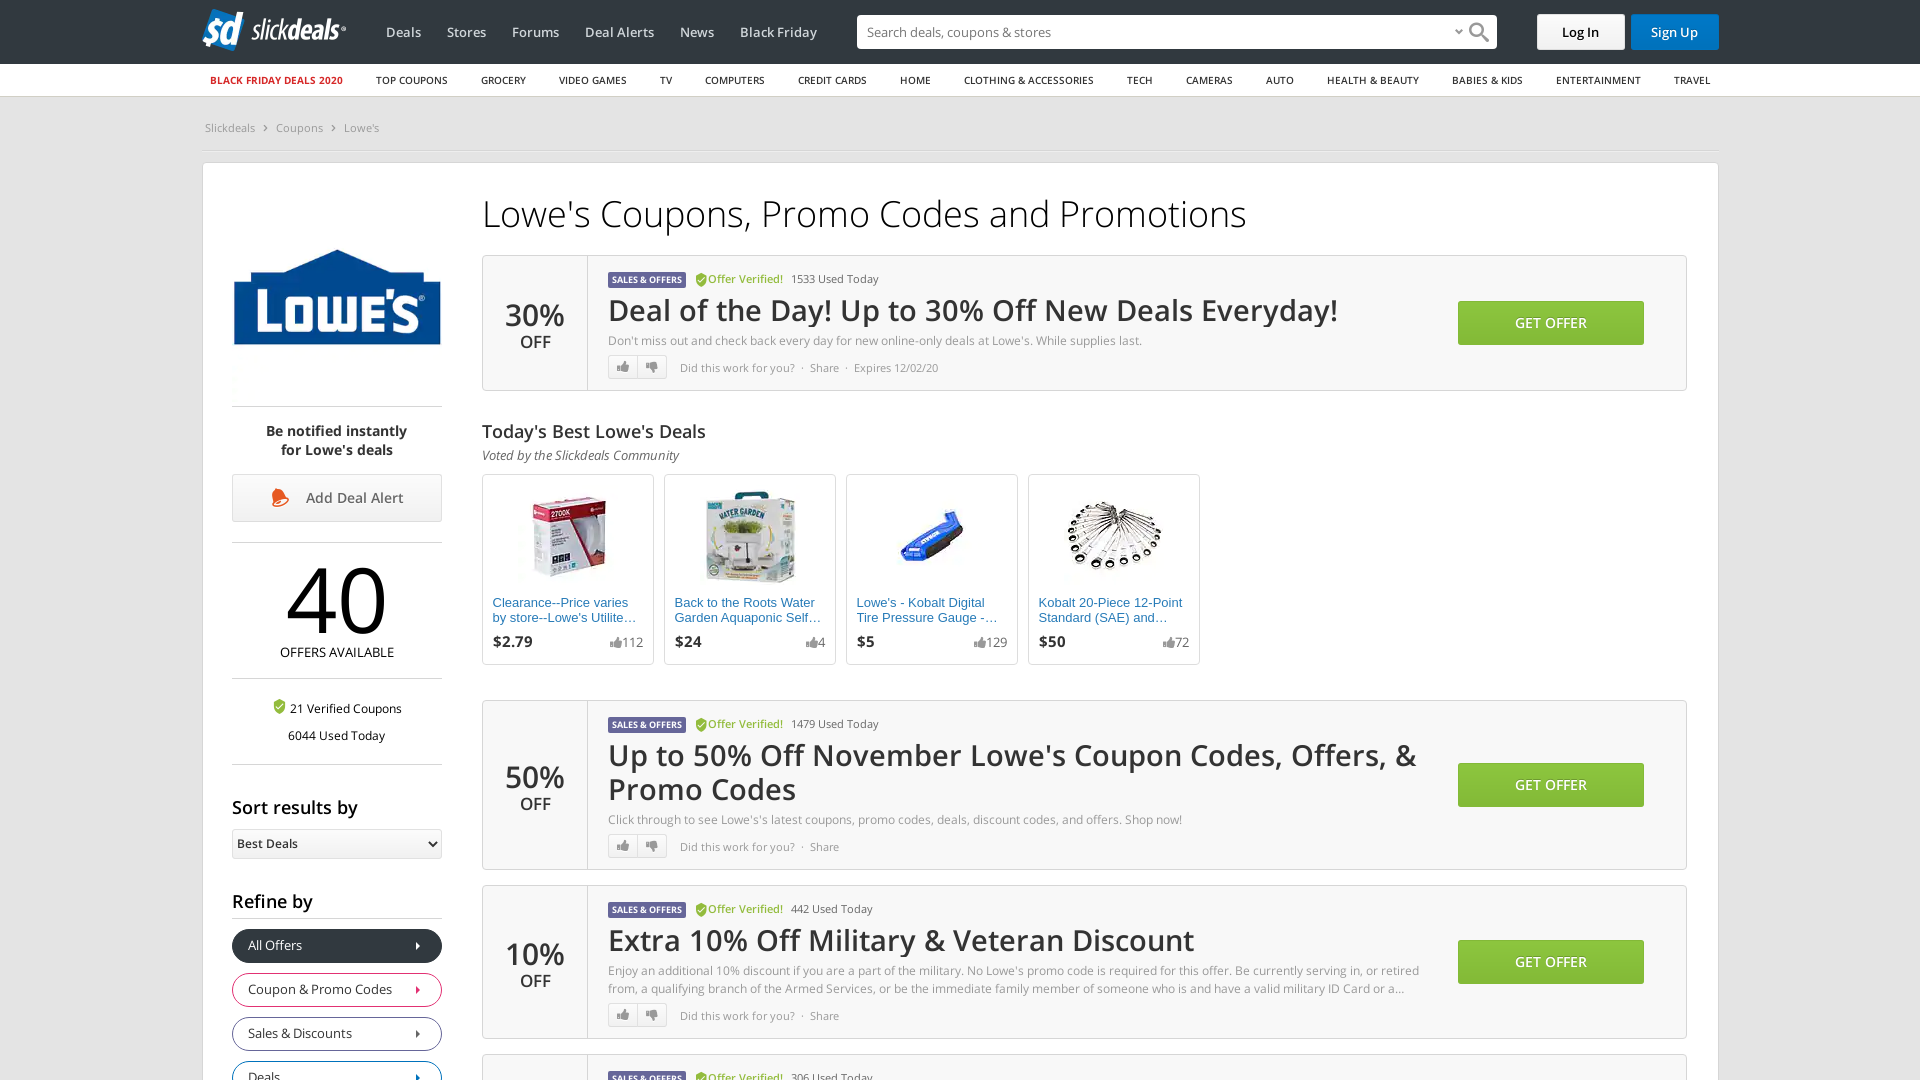 sd slickdeals®
Deals
Stores
Forums
Deal Alerts
News
Black Friday
Search deals, coupons & stores
Log In
Sign Up
BLACK FRIDAY DEALS 2020
TOP COUPONS
GROCERY
VIDEO GAMES
TV
COMPUTERS
CREDIT CARDS
HOME
CLOTHING & ACCESSORIES
TECH
CAMERAS
AUTO
HEALTH & BEAUTY
BABIES & KIDS
ENTERTAINMENT
TRAVEL
Slickdeals › Coupons › Lowe's
LOWE'S®
Be notified instantly
for Lowe's deals
Add Deal Alert
40
OFFERS AVAILABLE
21 Verified Coupons
6044 Used Today
Sort results by
Best Deals
Refine by
All Offers
Coupon & Promo Codes
Sales & Discounts
Deals
Lowe's Coupons, Promo Codes and Promotions
30%
OFF
SALES & OFFERS Offer Verified! 1533 Used Today
Deal of the Day! Up to 30% Off New Deals Everyday!
Don't miss out and check back every day for new online-only deals at Lowe's. While supplies last.
Did this work for you? · Share · Expires 12/02/20
GET OFFER
Today's Best Lowe's Deals
Voted by the Slickdeals Community
2700K
Clearance--Price varies
by store--Lowe's Utilite…
$2.79 112
WATER GARDEN
Back to the Roots Water
Garden Aquaponic Self…
$24 4
Lowe's - Kobalt Digital
Tire Pressure Gauge -…
$5 129
Kobalt 20-Piece 12-Point
Standard (SAE) and…
$50 72
50%
OFF
SALES & OFFERS Offer Verified! 1479 Used Today
Up to 50% Off November Lowe's Coupon Codes, Offers, &
Promo Codes
Click through to see Lowe's's latest coupons, promo codes, deals, discount codes, and offers. Shop now!
Did this work for you? · Share
GET OFFER
10%
OFF
SALES & OFFERS Offer Verified! 442 Used Today
Extra 10% Off Military & Veteran Discount
Enjoy an additional 10% discount if you are a part of the military. No Lowe's promo code is required for this offer. Be currently serving in, or retired
from, a qualifying branch of the Armed Services, or be the immediate family member of someone who is and have a valid military ID Card or a…
Did this work for you? · Share
GET OFFER
SALES & OFFERS Offer Verified! 306 Used Today